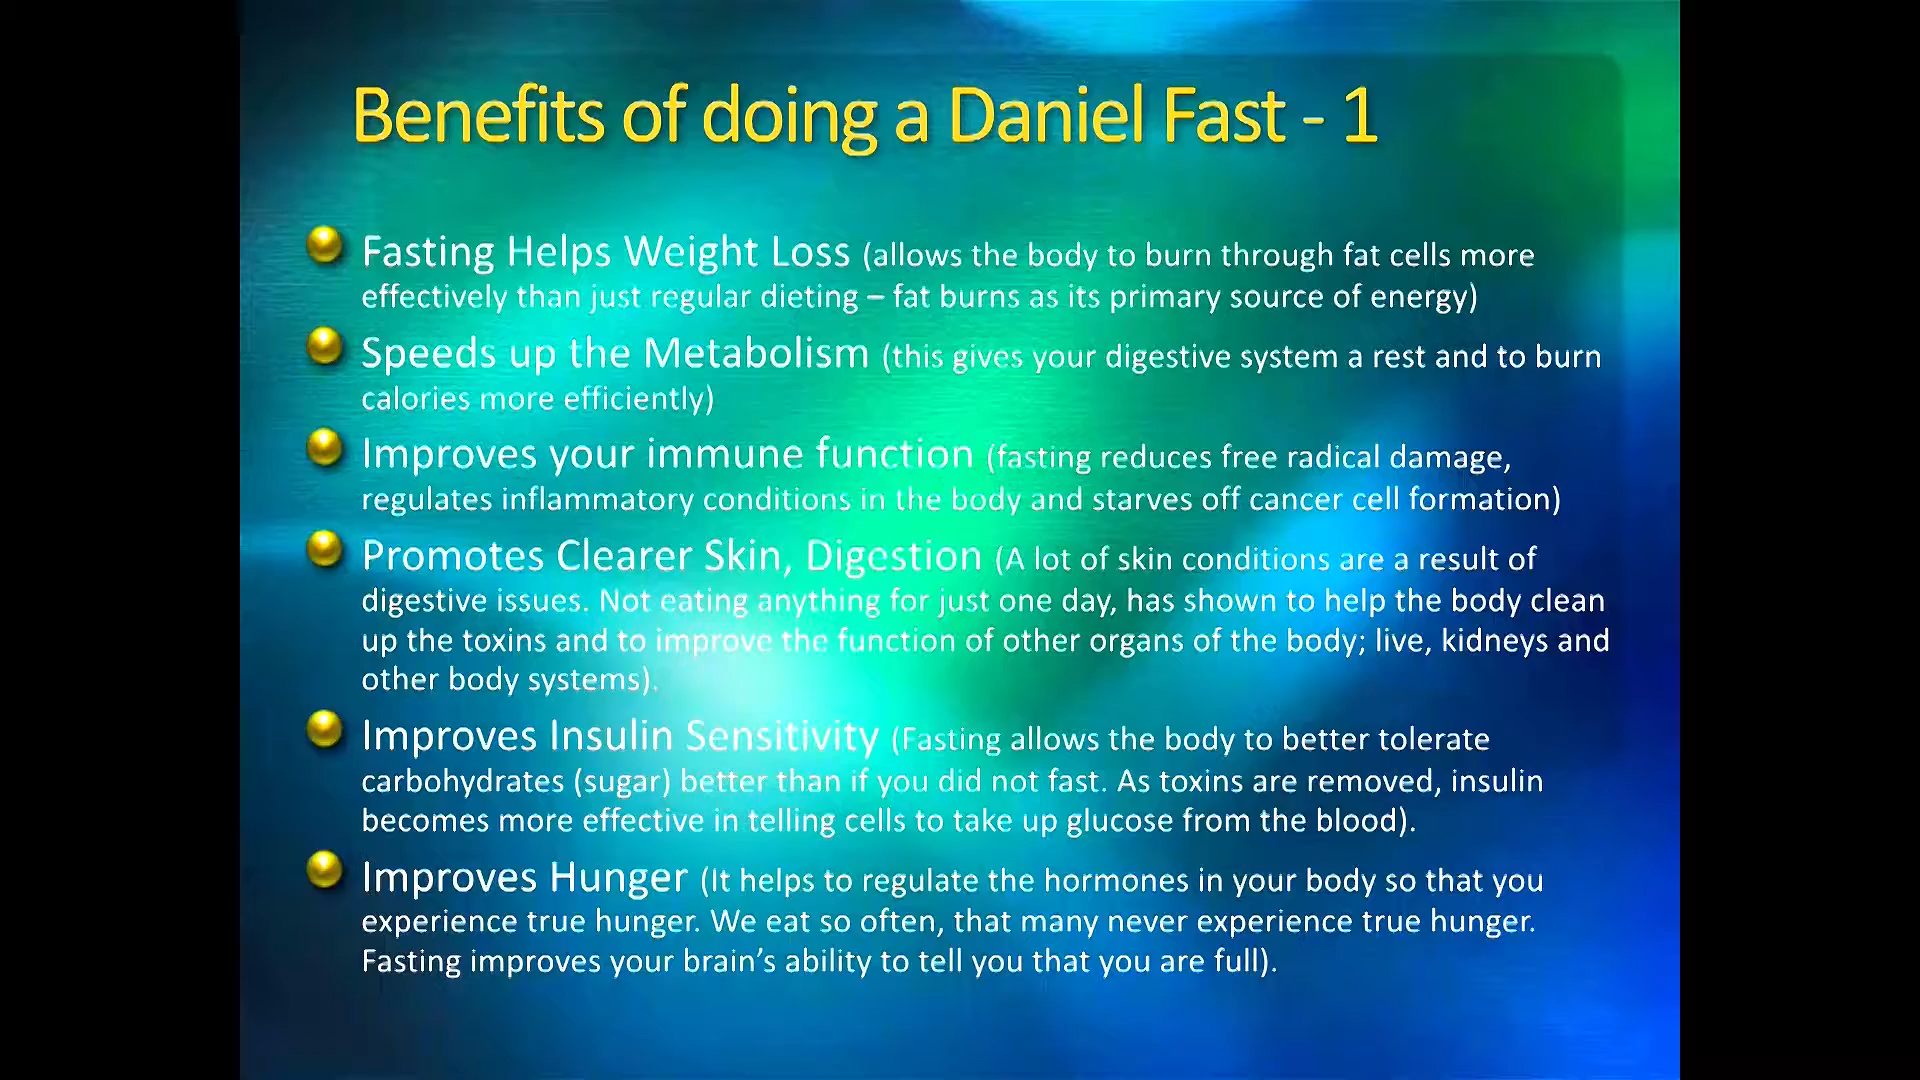 Benefits of doing a Daniel Fast - 1
Fasting Helps Weight Loss (allows the body to burn through fat cells more
effectively than just regular dieting – fat burns as its primary source of energy)
Speeds up the Metabolism (this gives your digestive system a rest and to burn
calories more efficiently)
Improves your immune function (fasting reduces free radical damage,
regulates inflammatory conditions in the body and starves off cancer cell formation)
Promotes Clearer Skin, Digestion (A lot of skin conditions are a result of
digestive issues. Not eating anything for just one day, has shown to help the body clean
up the toxins and to improve the function of other organs of the body; live, kidneys and
other body systems).
Improves Insulin Sensitivity (Fasting allows the body to better tolerate
carbohydrates (sugar) better than if you did not fast. As toxins are removed, insulin
becomes more effective in telling cells to take up glucose from the blood).
Improves Hunger (It helps to regulate the hormones in your body so that you
experience true hunger. We eat so often, that many never experience true hunger.
Fasting improves your brain’s ability to tell you that you are full).